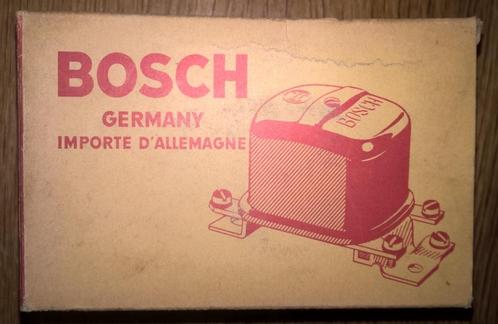 BOSCH
GERMANY
IMPORTE D'ALLEMAGNE
BOSCH